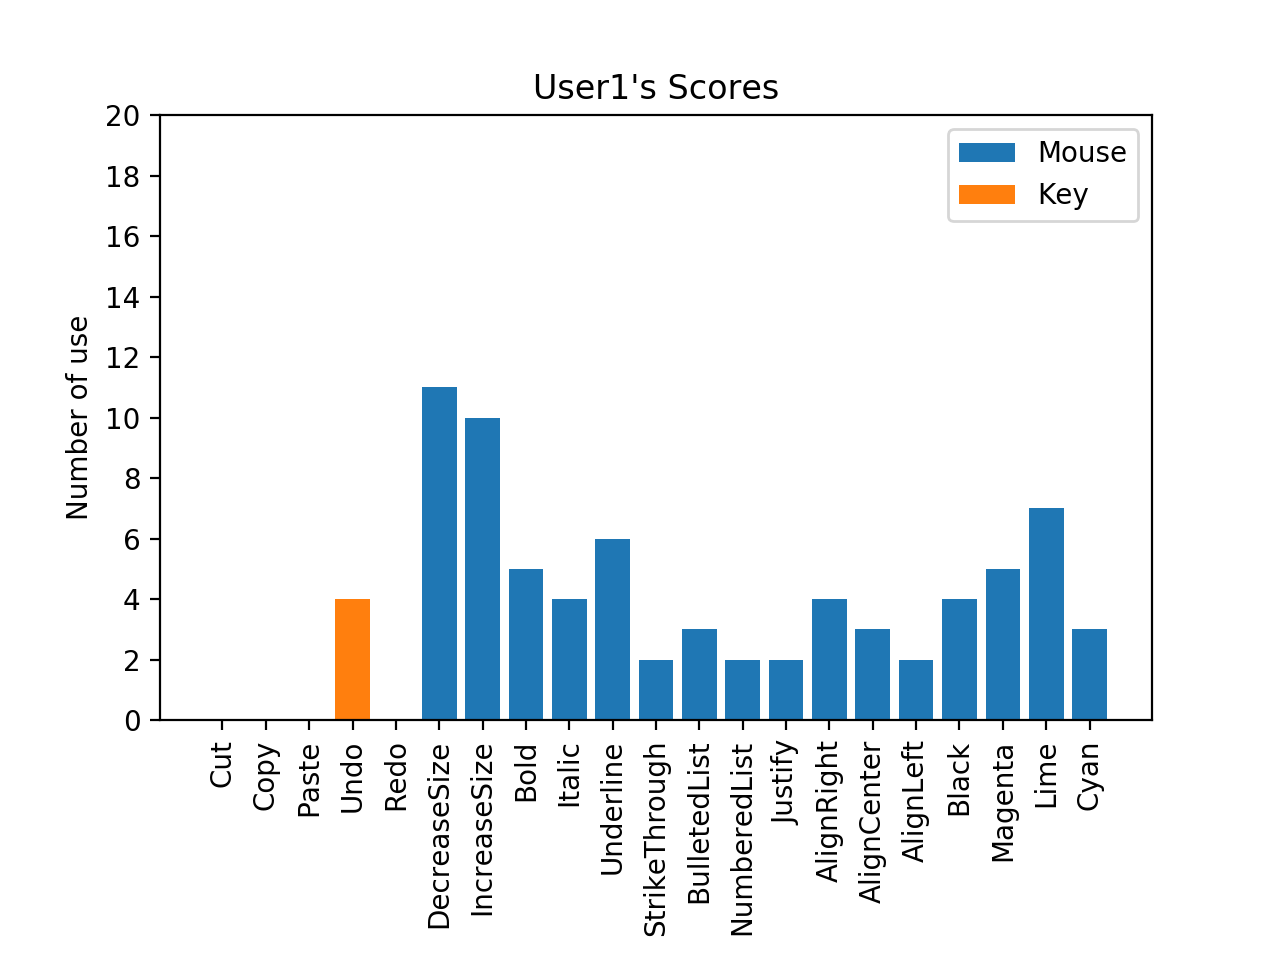 User1's Scores
Mouse
Key
Number of use
20
18
16
14
12
10
8
6
4
2
0
Cut
Copy
Paste
Undo
Redo
DecreaseSize
IncreaseSize
Bold
Italic
Underline
StrikeThrough
BulletedList
NumberedList
Justify
AlignRight
AlignCenter
AlignLeft
Black
Magenta
Lime
Cyan